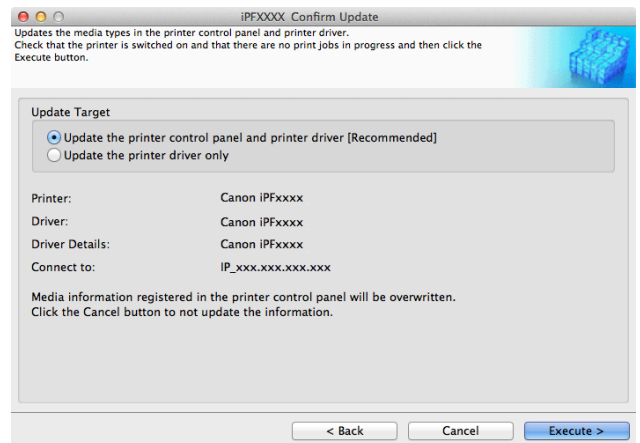 iPFXXXX Confirm Update
Updates the media types in the printer control panel and printer driver.
Check that the printer is switched on and that there are no print jobs in progress and then click the
Execute button.
Update Target
Update the printer control panel and printer driver [Recommended]
Update the printer driver only
Printer: Canon iPFxxxx
Driver: Canon iPFxxxx
Driver Details: Canon iPFxxxx
Connect to: IP_xxx.xxx.xxx.xxx
Media information registered in the printer control panel will be overwritten.
Click the Cancel button to not update the information.
< Back Cancel Execute >